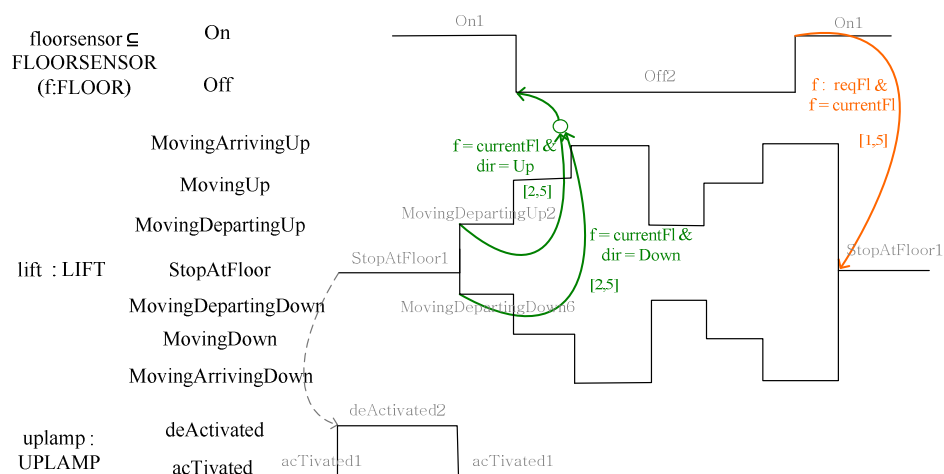 On1
On1
floorsensor ⊆
FLOORSENSOR
(f:FLOOR)
On
Off
Off2
f : reqFl &
f = currentFl
[1,5]
MovingArrivingUp
MovingUp
MovingDepartingUp
f = currentFl &
dir = Up
[2,5]
MovingDepartingUp2
f = currentFl &
dir = Down
[2,5]
lift : LIFT
StopAtFloor
StopAtFloor1
StopAtFloor1
MovingDepartingDown
MovingDepartingDown6
MovingDown
MovingArrivingDown
uplamp :
UPLAMP
deActivated
deActivated2
acTivated
acTivated1
acTivated1